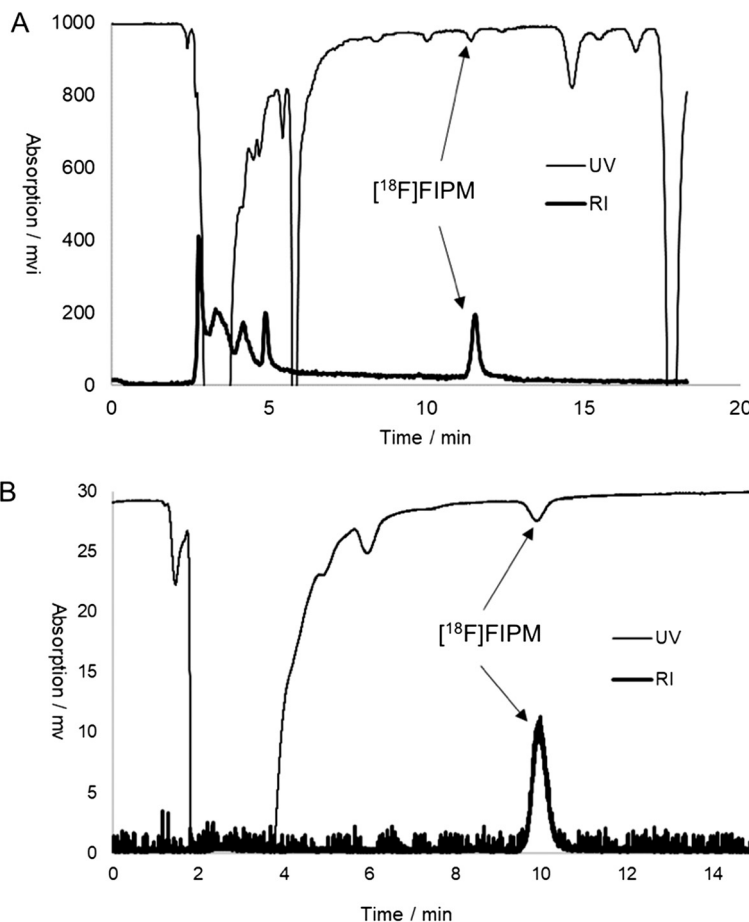 A
Absorption / mvi
1000
800
600
400
200
0
[¹⁸F]FIPM
UV
RI
0 5 10 15 20
Time / min
B
Absorption / mv
30
25
20
15
10
5
0
[¹⁸F]FIPM
UV
RI
0 2 4 6 8 10 12 14
Time / min